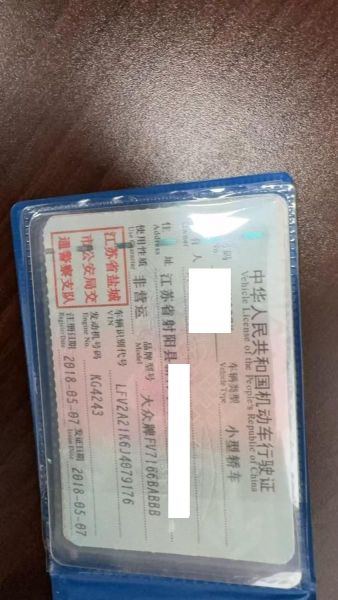 中华人民共和国机动车行驶证
Vehicle License of the People's Republic of China
号码
No.
车辆类型
Vehicle Type
小型轿车
有人
住 址
Address
江苏省射阳县
使用性质
Use Character
非营运
品牌型号
Model
大众牌FV7166BABBB
江苏省盐城
市公安局交
通警察支队
车辆识别代号
VIN
LFV2A21K6J4079176
发动机号码
Engine No.
KG4243
注册日期
Register Date
2018-05-07
发证日期
Issue Date
2018-05-07